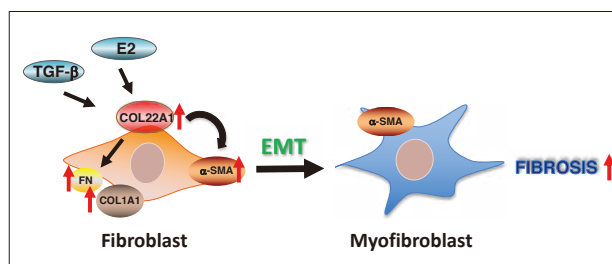 E2
TGF-β
COL22A1
α-SMA
EMT
α-SMA
FIBROSIS
FN
COL1A1
Fibroblast
Myofibroblast